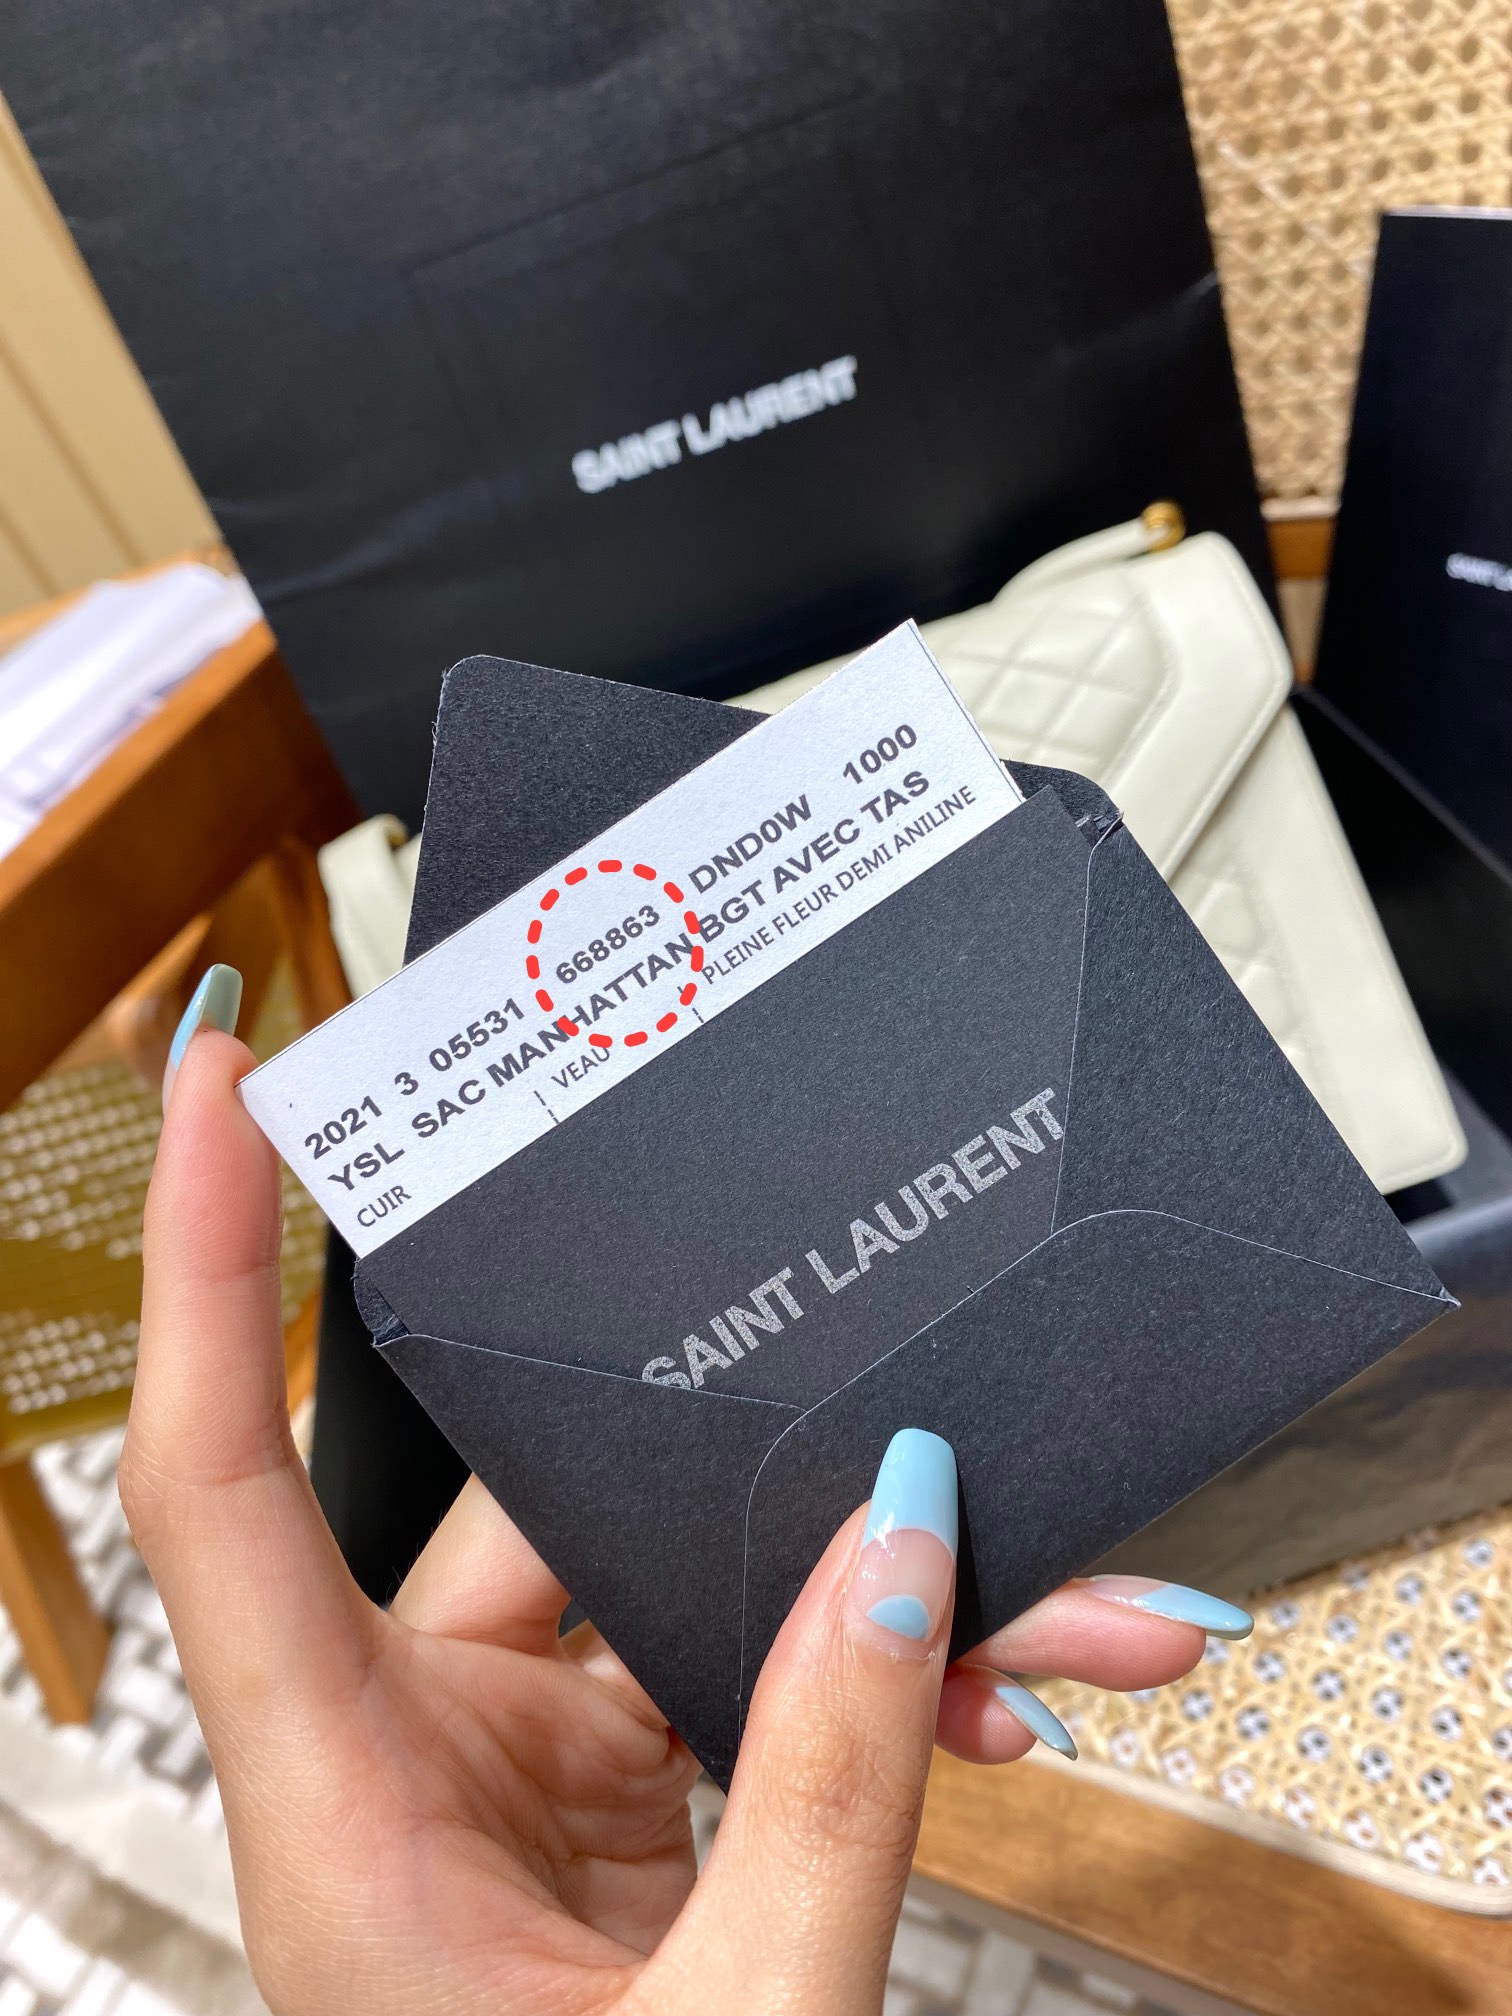 SAINT LAURENT
2021 3 05531 668863 DND0W 1000
YSL SAC MANHATTAN BGT AVEC TAS
CUIR VEAU PLEINE FLEUR DEMI ANILINE
SAINT LAURENT